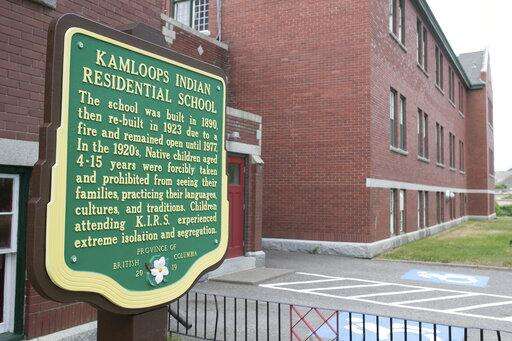 KAMLOOPS INDIAN
RESIDENTIAL SCHOOL
The school was built in 1890,
then re-built in 1923 due to a
fire and remained open until 1977.
In the 1920's, Native children aged
4-15 years were forcibly taken
and prohibited from seeing their
families, practicing their languages,
cultures, and traditions. Children
attending K.I.R.S. experienced
extreme isolation and segregation.
PROVINCE OF
BRITISH COLUMBIA
2019